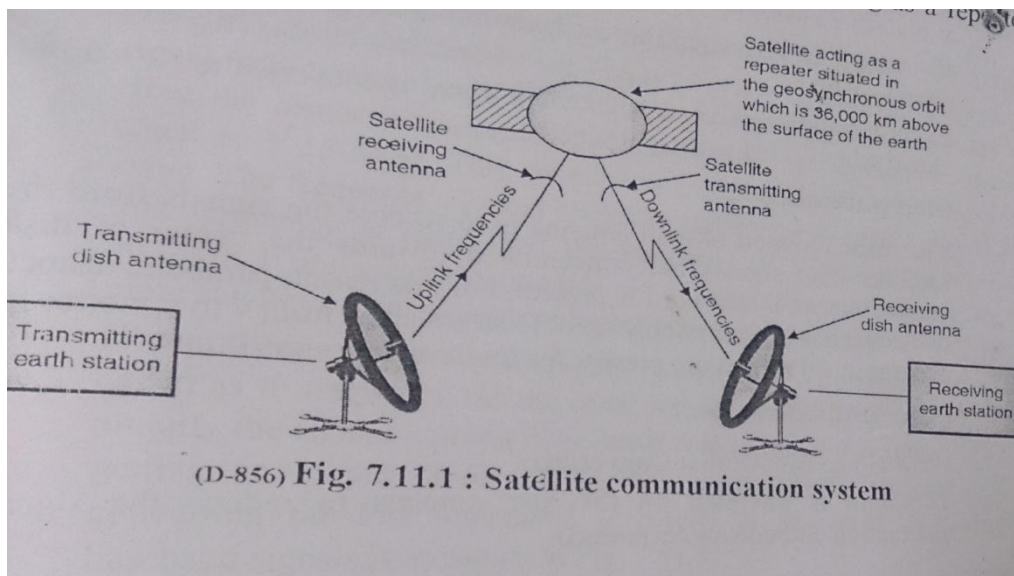 as a
Satellite acting as a
repeater situated in
the geosynchronous orbit
which is 36,000 km above
the surface of the earth
Satellite
receiving
antenna
Satellite
transmitting
antenna
Uplink frequencies
Downlink frequencies
Transmitting
dish antenna
Receiving
dish antenna
Transmitting
earth station
Receiving
earth station
(D-856) Fig. 7.11.1 : Satellite communication system